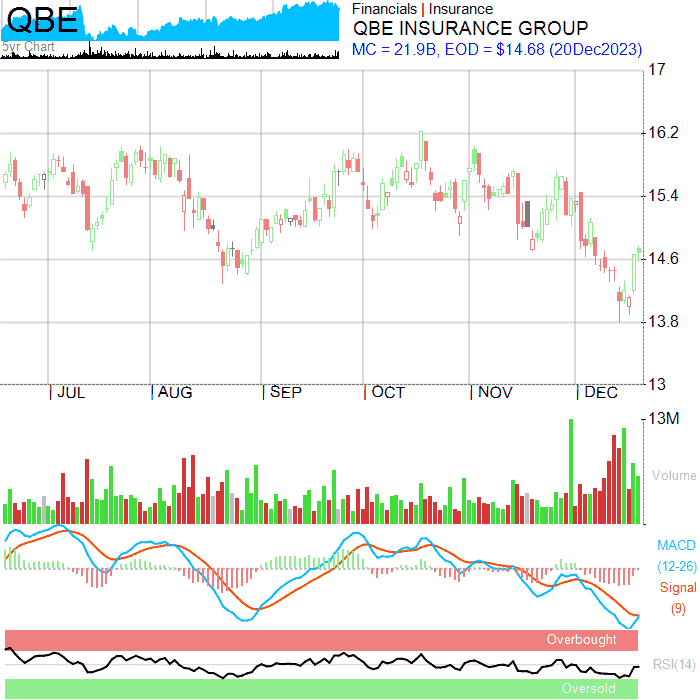 QBE
5yr Chart
Financials | Insurance
QBE INSURANCE GROUP
MC = 21.9B, EOD = $14.68 (20Dec2023)
17
16.2
15.4
14.6
13.8
13
JUL AUG SEP OCT NOV DEC
13M
Volume
MACD
(12-26)
Signal
(9)
Overbought
RSI(14)
Oversold